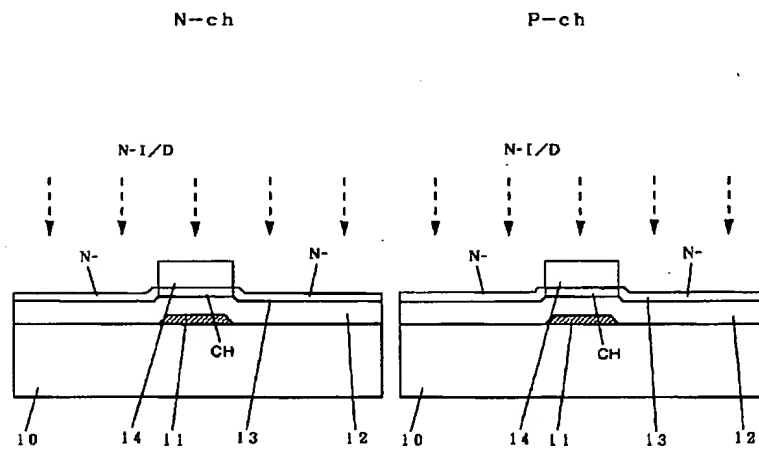 N-ch P-ch
N-I/D N-I/D
N- N- N- N-
CH CH
10 14 11 13 12 10 14 11 13 12